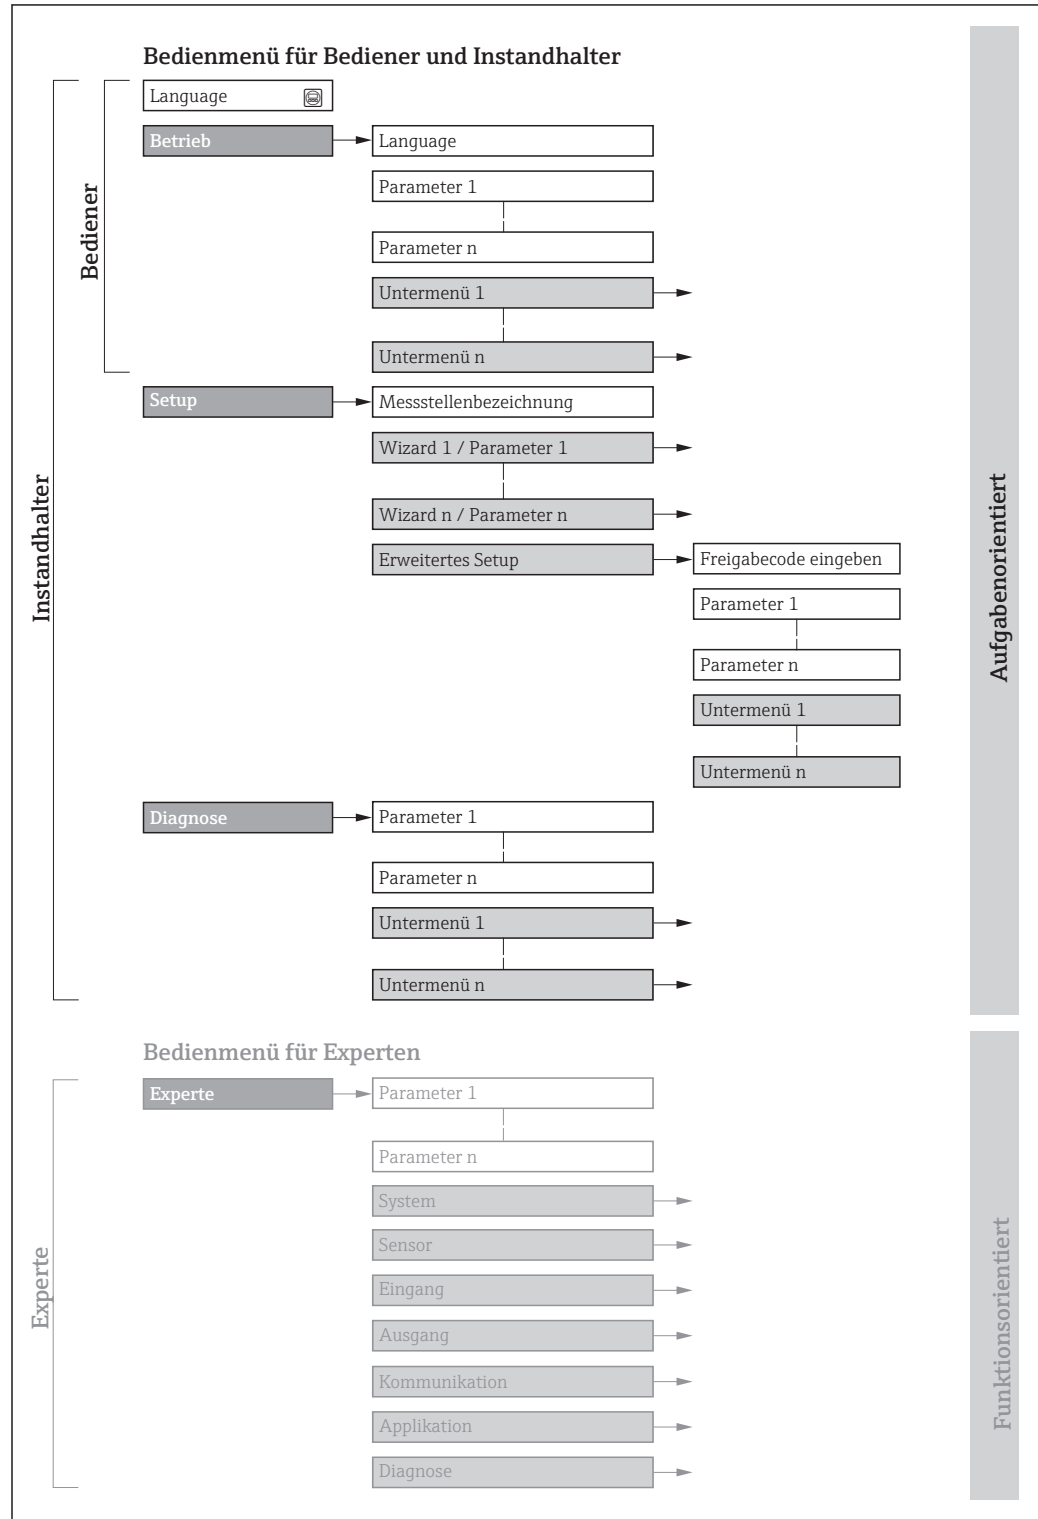 Bedienmenü für Bediener und Instandhalter
Language
Betrieb
Language
Parameter 1
Parameter n
Untermenü 1
Untermenü n
Bediener
Setup
Messstellenbezeichnung
Wizard 1 / Parameter 1
Wizard n / Parameter n
Erweitertes Setup
Freigabecode eingeben
Parameter 1
Parameter n
Untermenü 1
Untermenü n
Instandhalter
Aufgabenorientiert
Diagnose
Parameter 1
Parameter n
Untermenü 1
Untermenü n
Bedienmenü für Experten
Experte
Parameter 1
Parameter n
System
Sensor
Eingang
Ausgang
Kommunikation
Applikation
Diagnose
Experte
Funktionsorientiert